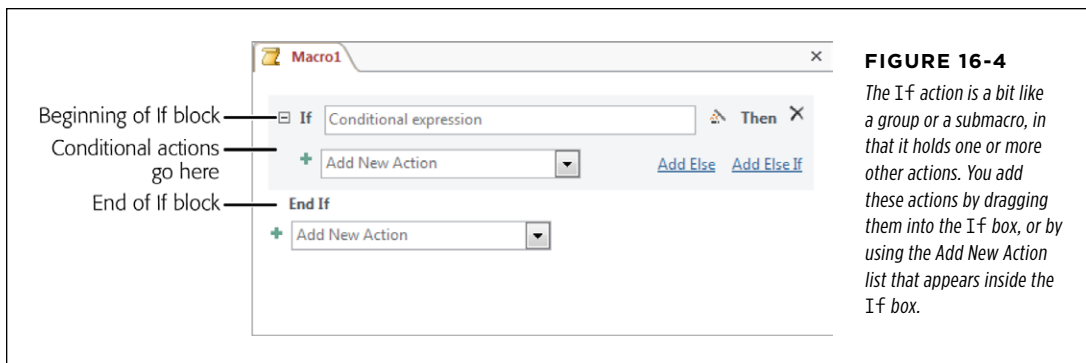 Macro1
Beginning of If block
If Conditional expression Then
Conditional actions
go here
Add New Action Add Else Add Else If
End of If block
End If
Add New Action
FIGURE 16-4
The If action is a bit like
a group or a submacro, in
that it holds one or more
other actions. You add
these actions by dragging
them into the If box, or by
using the Add New Action
list that appears inside the
If box.